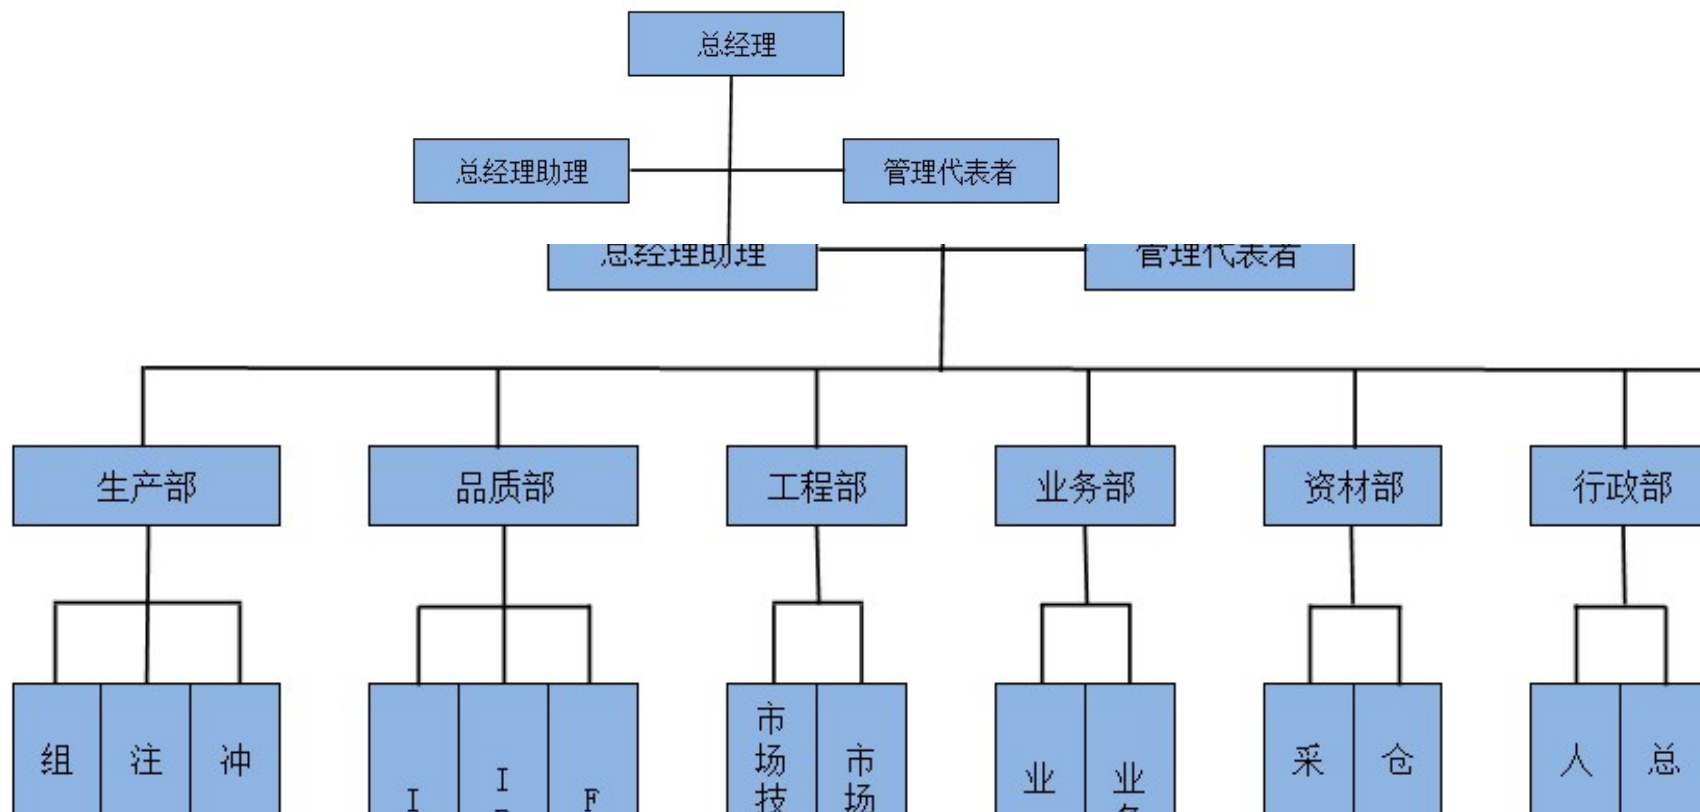 总经理
总经理助理
管理代表者
总经理助理
管理代表者
生产部
品质部
工程部
业务部
资材部
行政部
组
注
冲
I
I
F
市场技
市场
业
业务
采
仓
人
总